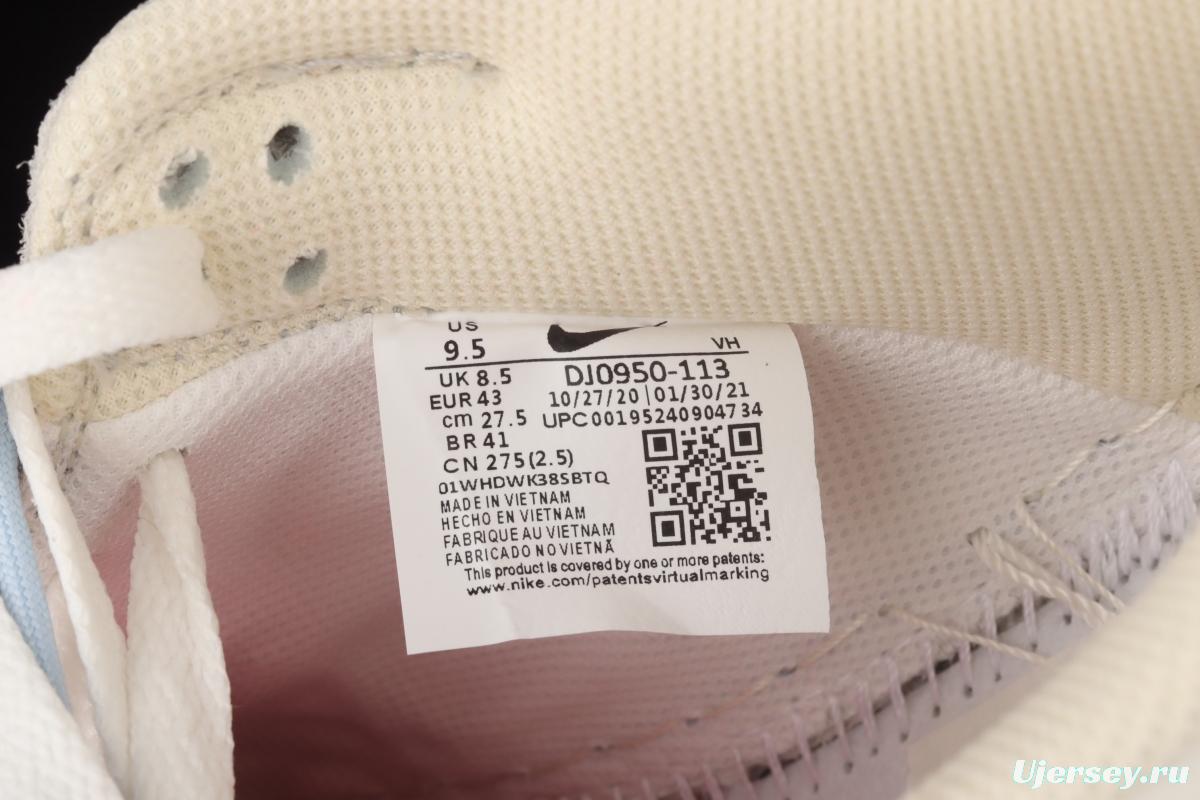 US
9.5
VH
UK 8.5
DJ0950-113
EUR 43
10/27/20 | 01/30/21
cm 27.5
UPC 00195240904734
BR 41
CN 275 (2.5)
01WHDWK38SBTQ
MADE IN VIETNAM
HECHO EN VIETNAM
FABRIQUE AU VIETNAM
FABRICADO NO VIETNÃ
This product is covered by one or more patents:
www.nike.com/patentsvirtualmarking
Ujersey.ru